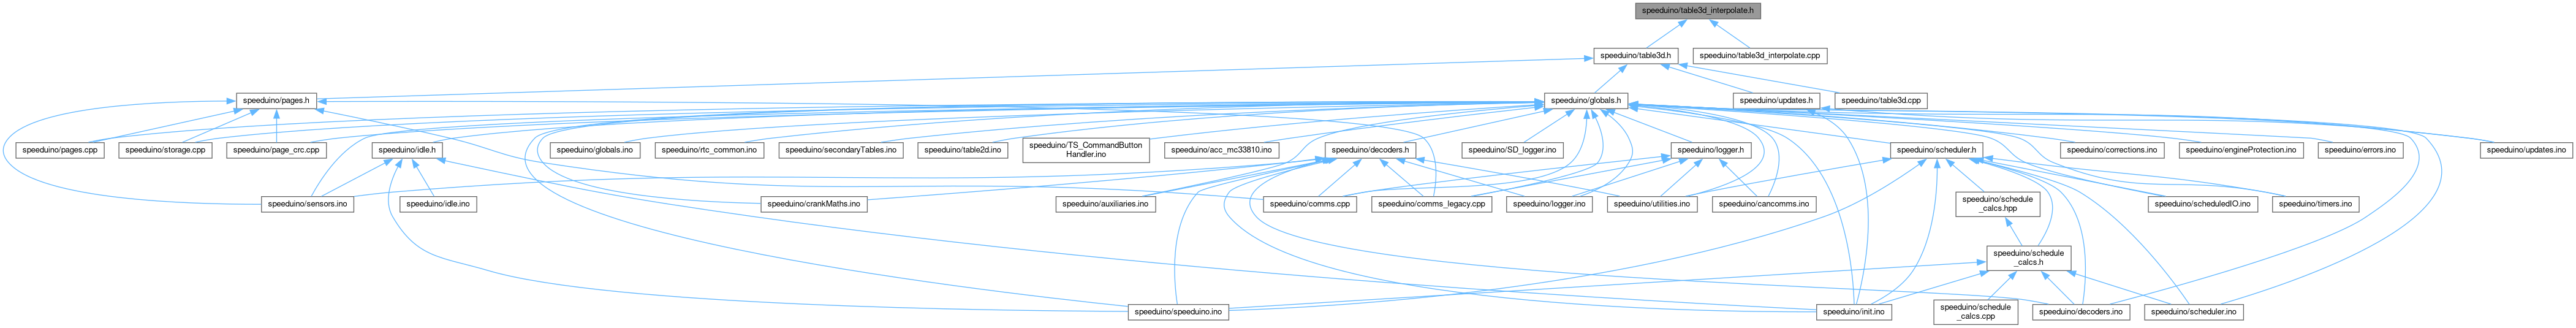 speeduino/table3d_interpolate.h
speeduino/table3d.h
speeduino/table3d_interpolate.cpp
speeduino/pages.h
speeduino/globals.h
speeduino/updates.h
speeduino/table3d.cpp
speeduino/pages.cpp
speeduino/storage.cpp
speeduino/page_crc.cpp
speeduino/idle.h
speeduino/globals.ino
speeduino/rtc_common.ino
speeduino/secondaryTables.ino
speeduino/table2d.ino
speeduino/TS_CommandButton
Handler.ino
speeduino/acc_mc33810.ino
speeduino/decoders.h
speeduino/SD_logger.ino
speeduino/logger.h
speeduino/scheduler.h
speeduino/corrections.ino
speeduino/engineProtection.ino
speeduino/errors.ino
speeduino/updates.ino
speeduino/sensors.ino
speeduino/idle.ino
speeduino/crankMaths.ino
speeduino/auxiliaries.ino
speeduino/comms.cpp
speeduino/comms_legacy.cpp
speeduino/logger.ino
speeduino/utilities.ino
speeduino/cancomms.ino
speeduino/schedule
_calcs.hpp
speeduino/scheduledIO.ino
speeduino/timers.ino
speeduino/schedule
_calcs.h
speeduino/speeduino.ino
speeduino/init.ino
speeduino/schedule
_calcs.cpp
speeduino/decoders.ino
speeduino/scheduler.ino